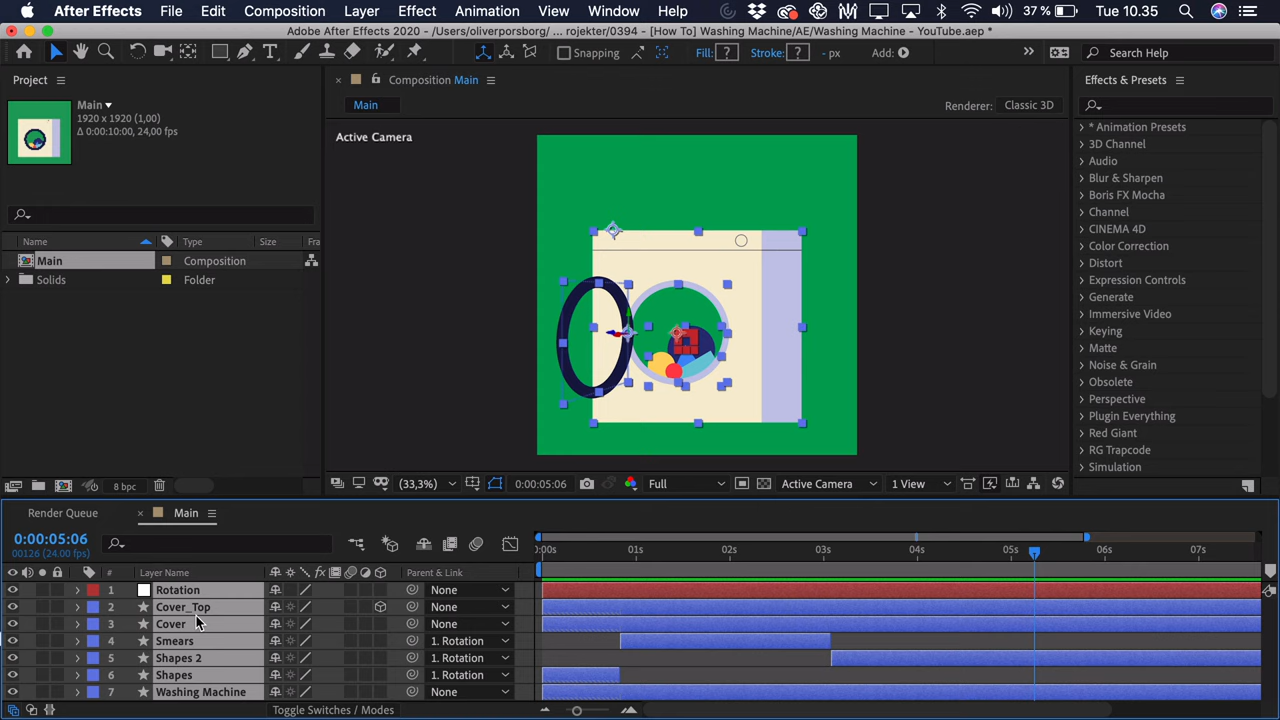 After Effects File Edit Composition Layer Effect Animation View Window Help 37 % Tue 10.35
Adobe After Effects 2020 - /Users/oliverporsborg/ ... rojekter/0394 - [How To] Washing Machine/AE/Washing Machine - YouTube.aep *
Snapping Fill: ? Stroke: ? - px Add: Search Help
Project
Composition Main
Effects & Presets
Main
1920 x 1920 (1,00)
Δ 0:00:10:00, 24,00 fps
Main
Renderer: Classic 3D
Active Camera
* Animation Presets
3D Channel
Audio
Blur & Sharpen
Boris FX Mocha
Channel
CINEMA 4D
Color Correction
Distort
Expression Controls
Generate
Immersive Video
Keying
Matte
Noise & Grain
Obsolete
Perspective
Plugin Everything
Red Giant
RG Trapcode
Simulation
Name Type Size Fra
Main Composition
Solids Folder
8 bpc
(33,3%) 0:00:05:06 Full Active Camera 1 View
Render Queue Main
0:00:05:06
00126 (24.00 fps)
0:00s 01s 02s 03s 04s 05s 06s 07s
# Layer Name fx Parent & Link
1 Rotation None
2 Cover_Top None
3 Cover None
4 Smears 1. Rotation
5 Shapes 2 1. Rotation
6 Shapes 1. Rotation
7 Washing Machine None
Toggle Switches / Modes